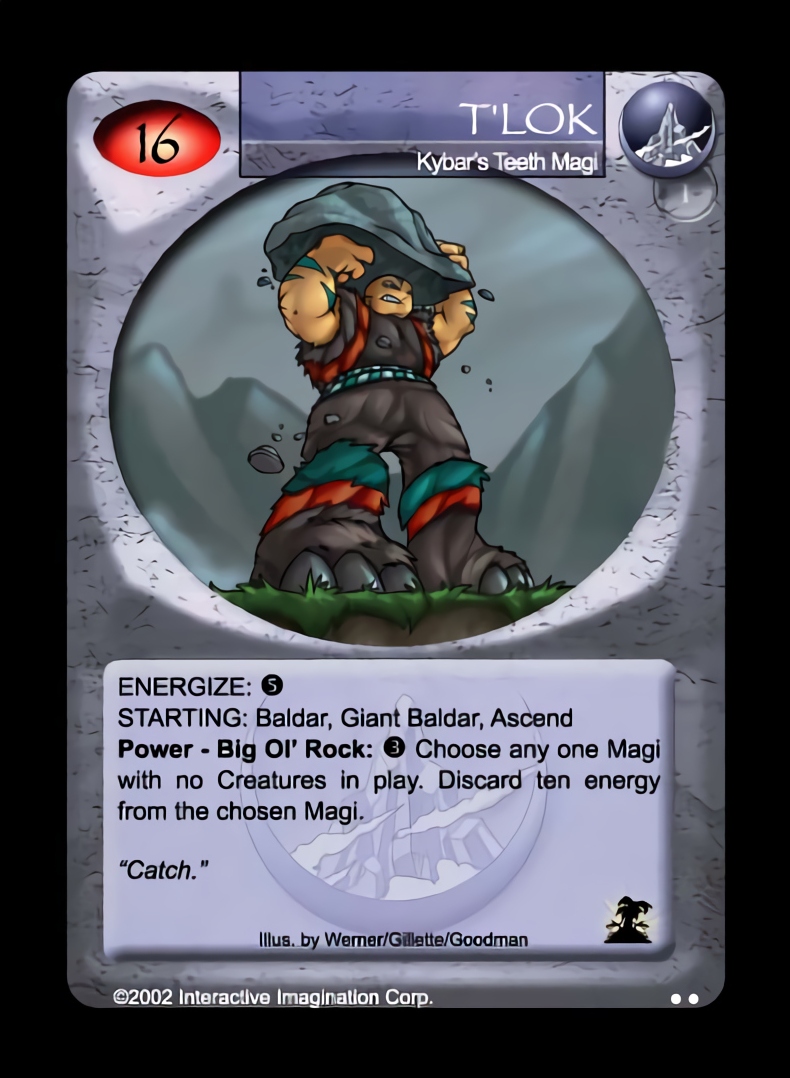 16
T'LOK
Kybar's Teeth Magi
1
ENERGIZE: 5
STARTING: Baldar, Giant Baldar, Ascend
Power - Big Ol' Rock: 3 Choose any one Magi
with no Creatures in play. Discard ten energy
from the chosen Magi.
“Catch.”
Illus. by Werner/Gillette/Goodman
©2002 Interactive Imagination Corp.